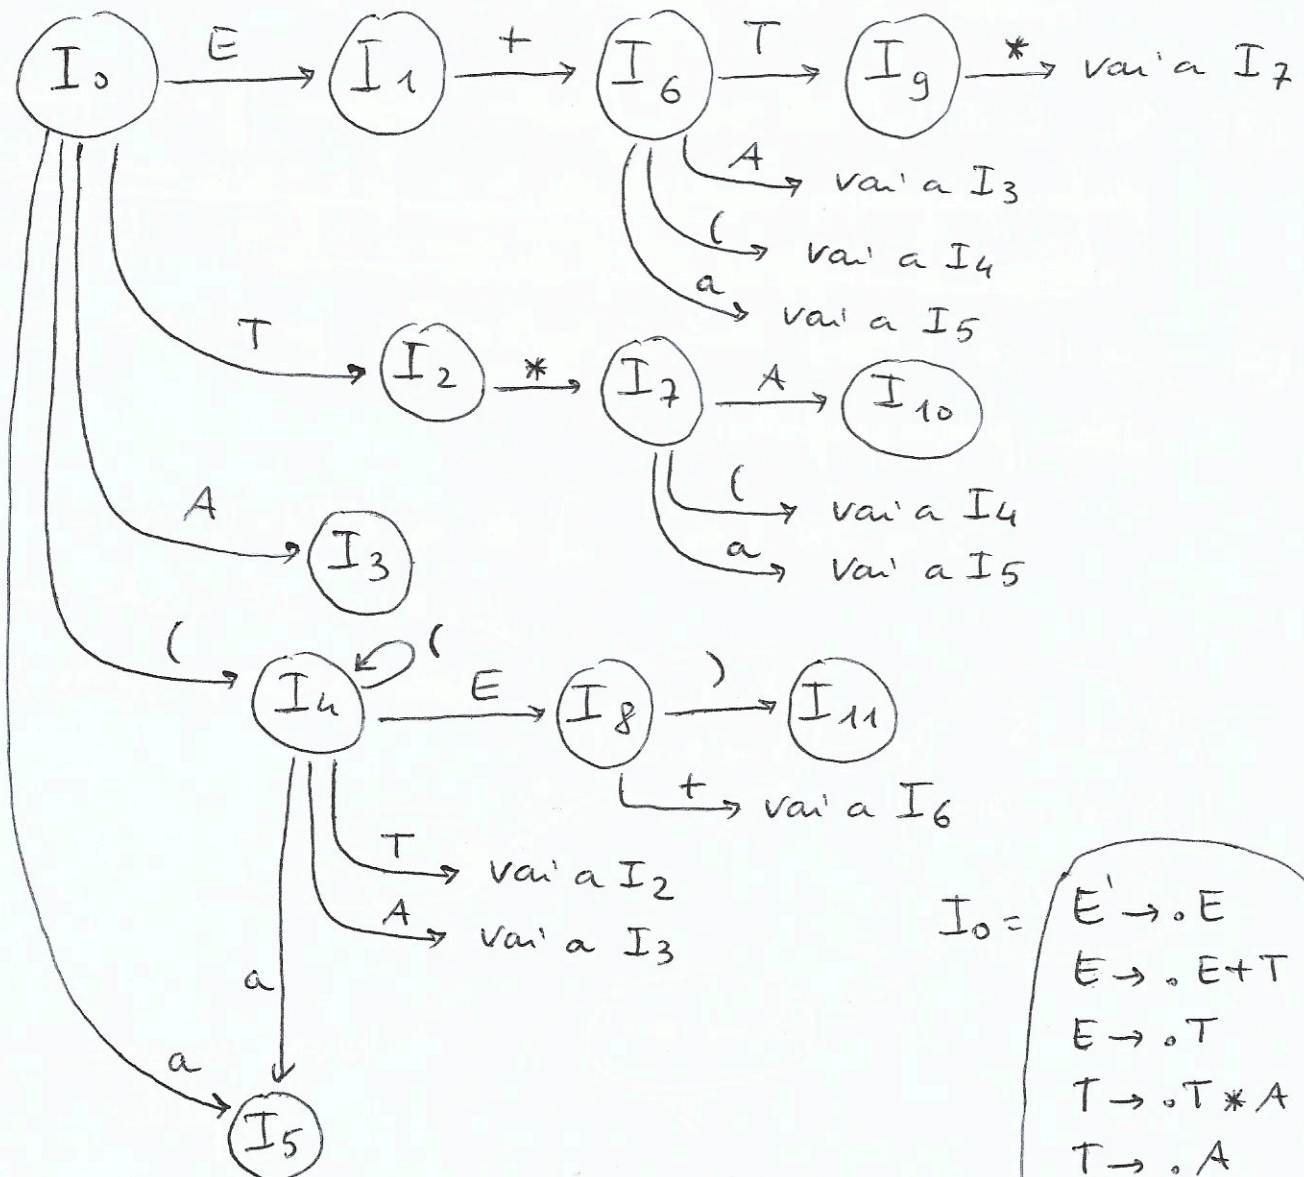 I0 E I1 + I6 T I9 * vai a I7
A vai a I3
( vai a I4
a vai a I5
T I2 * I7 A I10
( vai a I4
a vai a I5
A I3
( I4 ( E I8 ) I11
+ vai a I6
T vai a I2
A vai a I3
a
a I5
I0 =
E' → .E
E → .E+T
E → .T
T → .T*A
T → .A